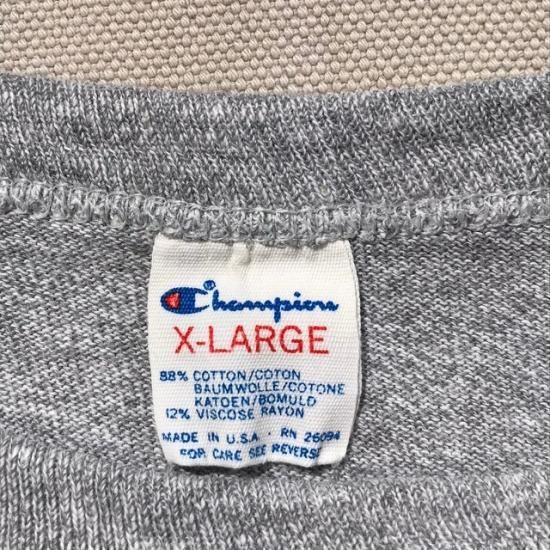 Champion®
X-LARGE
88% COTTON/COTON
BAUMWOLLE/COTONE
KATOEN/BOMULD
12% VISCOSE RAYON
MADE IN U.S.A. · RN 26094
FOR CARE SEE REVERSE